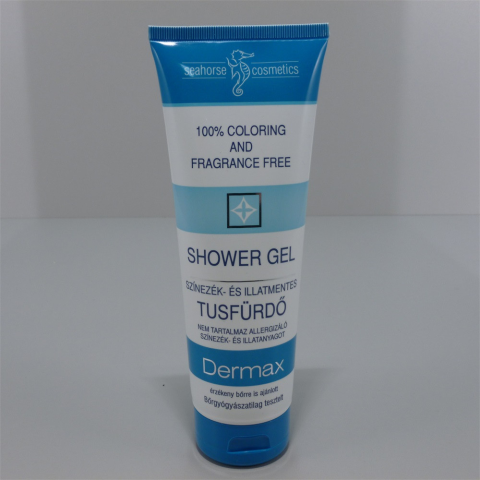 seahorse cosmetics
100% COLORING
AND
FRAGRANCE FREE
SHOWER GEL
SZÍNEZÉK- ÉS ILLATMENTES
TUSFÜRDŐ
NEM TARTALMAZ ALLERGIZÁLÓ
SZÍNEZÉK- ÉS ILLATANYAGOT
Dermax
érzékeny bőrre is ajánlott
Bőrgyógyászatilag tesztelt